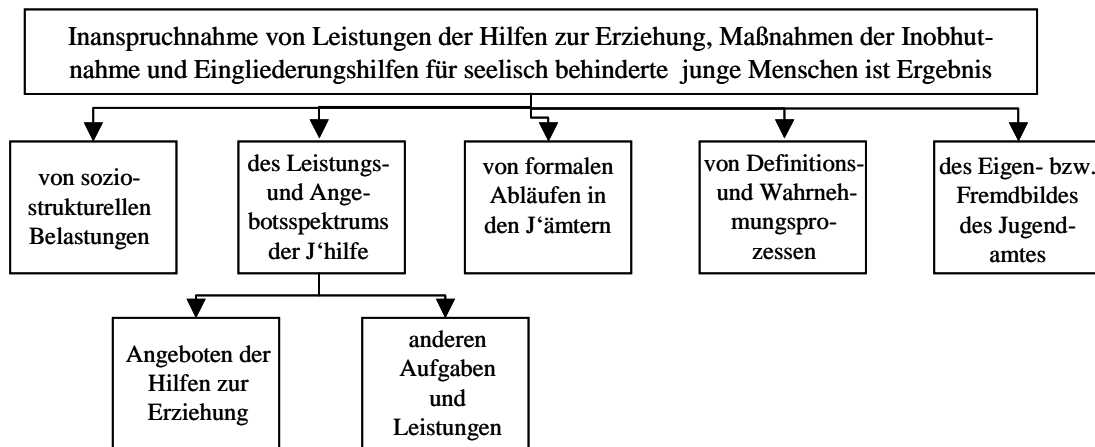 Inanspruchnahme von Leistungen der Hilfen zur Erziehung, Maßnahmen der Inobhut-
nahme und Eingliederungshilfen für seelisch behinderte junge Menschen ist Ergebnis
von sozio-
strukturellen
Belastungen
des Leistungs-
und Ange-
botsspektrums
der J‘hilfe
von formalen
Abläufen in
den J‘ämtern
von Definitions-
und Wahrneh-
mungspro-
zessen
des Eigen- bzw.
Fremdbildes
des Jugend-
amtes
Angeboten der
Hilfen zur
Erziehung
anderen
Aufgaben
und
Leistungen